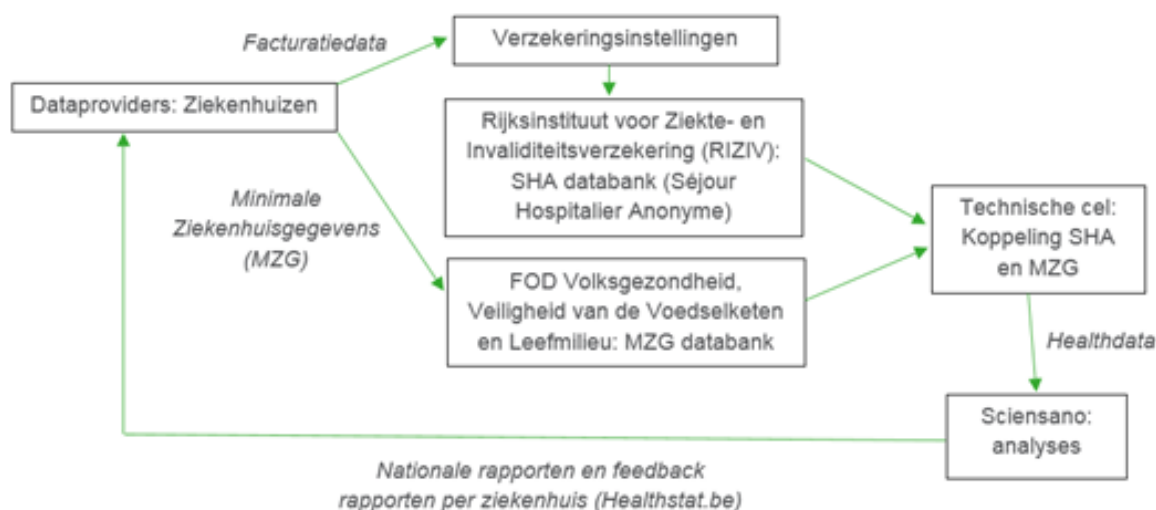 Facturatiedata
Verzekeringsinstellingen
Dataproviders: Ziekenhuizen
Rijksinstituut voor Ziekte- en
Invaliditeitsverzekering (RIZIV):
SHA databank (Séjour
Hospitalier Anonyme)
Minimale
Ziekenhuisgegevens
(MZG)
Technische cel:
Koppeling SHA
en MZG
FOD Volksgezondheid,
Veiligheid van de Voedselketen
en Leefmilieu: MZG databank
Healthdata
Sciensano:
analyses
Nationale rapporten en feedback
rapporten per ziekenhuis (Healthstat.be)